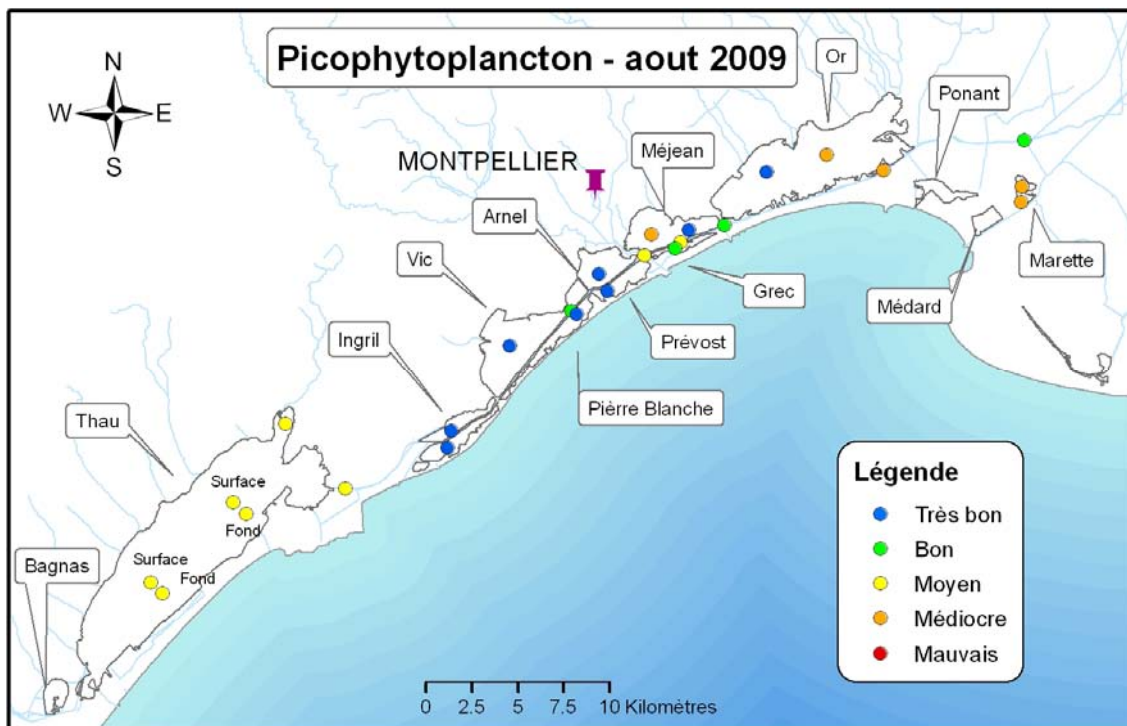 Picophytoplancton - aout 2009
N
W E
S
Or
Ponant
Méjean
MONTPELLIER
Arnel
Vic
Marette
Grec
Médard
Ingril
Prévost
Pièrre Blanche
Thau
Surface
Fond
Surface
Fond
Bagnas
Légende
Très bon
Bon
Moyen
Médiocre
Mauvais
0 2.5 5 7.5 10 Kilomètres